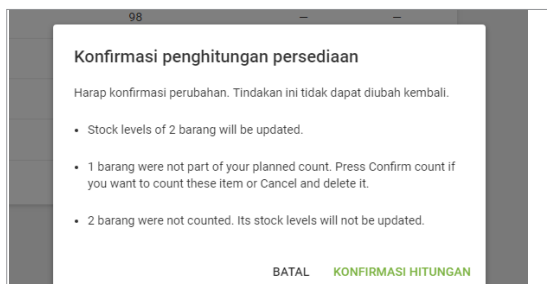 98 — —
Konfirmasi penghitungan persediaan
Harap konfirmasi perubahan. Tindakan ini tidak dapat diubah kembali.
• Stock levels of 2 barang will be updated.
• 1 barang were not part of your planned count. Press Confirm count if
you want to count these item or Cancel and delete it.
• 2 barang were not counted. Its stock levels will not be updated.
BATAL KONFIRMASI HITUNGAN